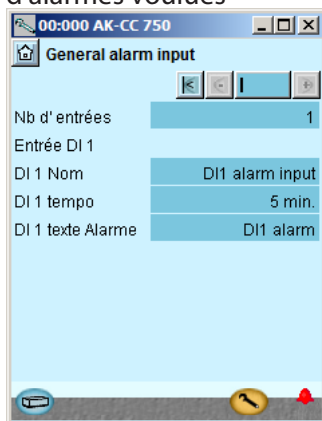 d'alarmes voulues
00:000 AK-CC 750
General alarm input
Nb d' entrées 1
Entrée DI 1
DI 1 Nom DI1 alarm input
DI 1 tempo 5 min.
DI 1 texte Alarme DI1 alarm